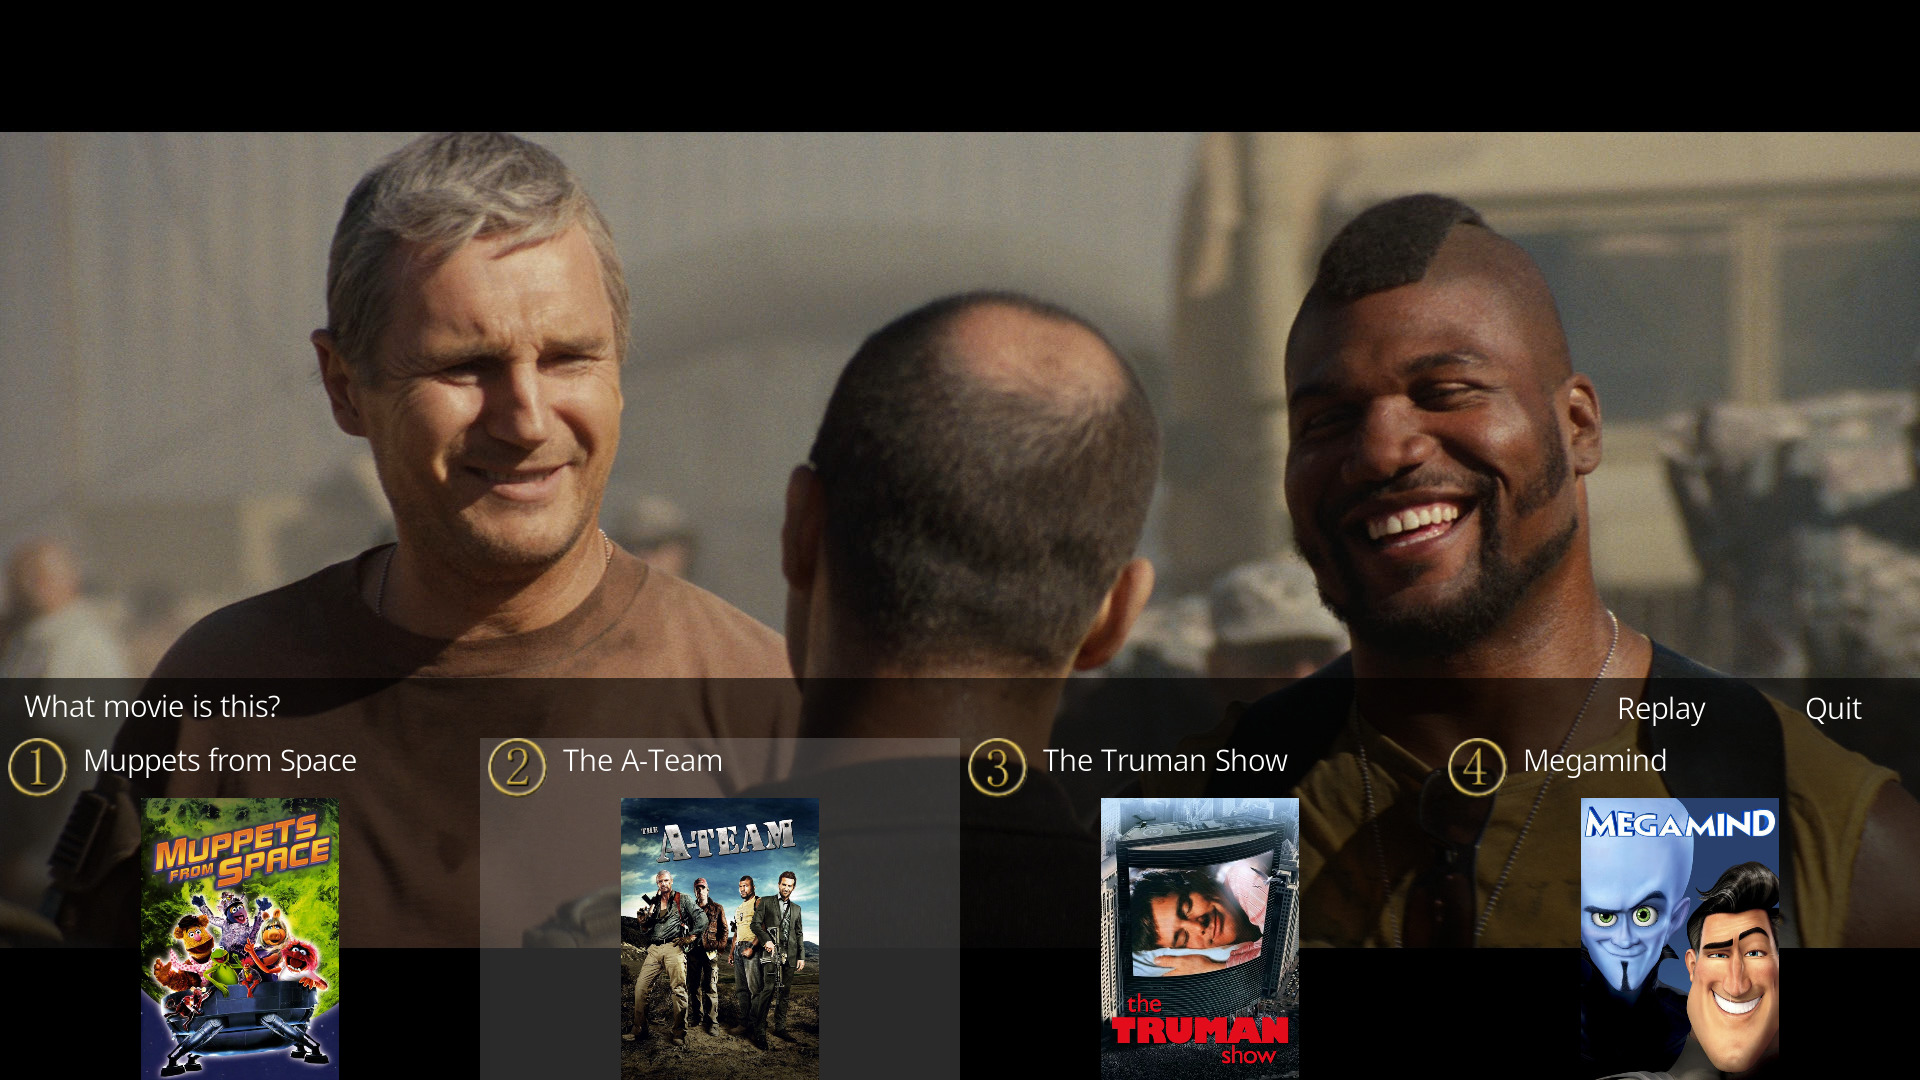 What movie is this?
Replay
Quit
1 Muppets from Space
2 The A-Team
3 The Truman Show
4 Megamind
MUPPETS
FROM SPACE
THE A-TEAM
the
TRUMAN
show
MEGAMIND